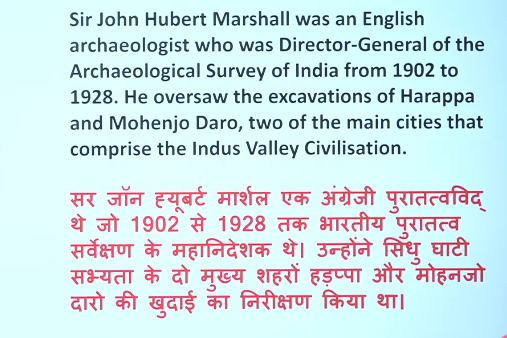 Sir John Hubert Marshall was an English
archaeologist who was Director-General of the
Archaeological Survey of India from 1902 to
1928. He oversaw the excavations of Harappa
and Mohenjo Daro, two of the main cities that
comprise the Indus Valley Civilisation.
सर जॉन ह्यूबर्ट मार्शल एक अंग्रेजी पुरातत्वविद्
थे जो 1902 से 1928 तक भारतीय पुरातत्व
सर्वेक्षण के महानिदेशक थे। उन्होंने सिंधु घाटी
सभ्यता के दो मुख्य शहरों हड़प्पा और मोहनजो
दारो की खुदाई का निरीक्षण किया था।